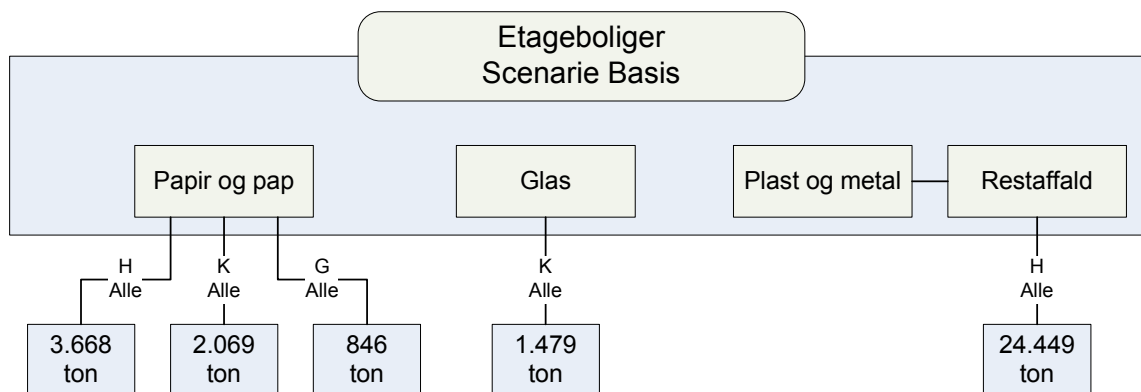 Etageboliger
Scenarie Basis
Papir og pap
Glas
Plast og metal
Restaffald
H
Alle
K
Alle
G
Alle
K
Alle
H
Alle
3.668
ton
2.069
ton
846
ton
1.479
ton
24.449
ton